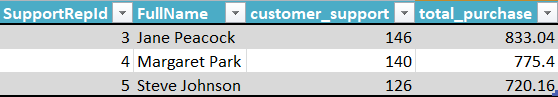 SupportRepId FullName customer_support total_purchase
3 Jane Peacock 146 833.04
4 Margaret Park 140 775.4
5 Steve Johnson 126 720.16